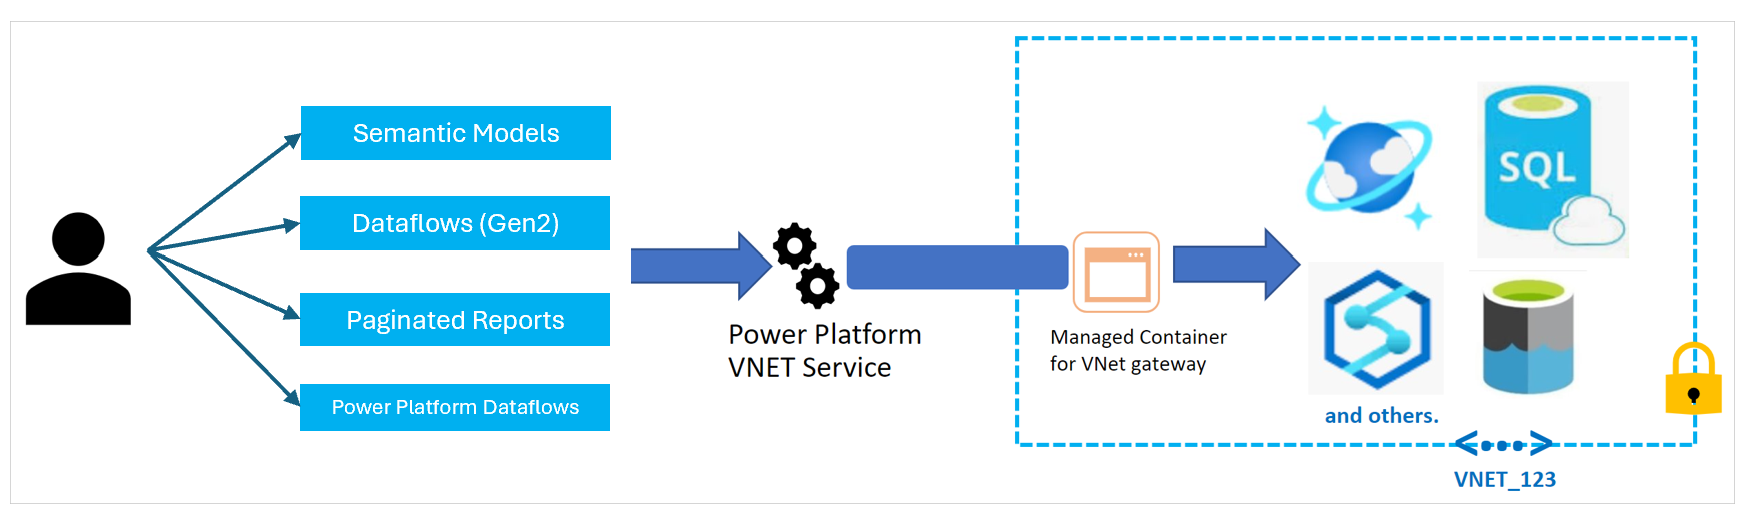 Semantic Models
Dataflows (Gen2)
Paginated Reports
Power Platform Dataflows
Power Platform
VNET Service
Managed Container
for VNet gateway
SQL
and others.
VNET_123